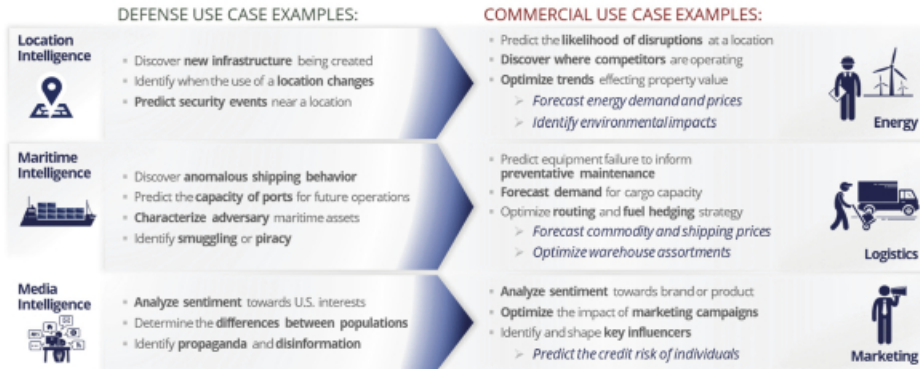 DEFENSE USE CASE EXAMPLES:
COMMERCIAL USE CASE EXAMPLES:
Location
Intelligence
Discover new infrastructure being created
Identify when the use of a location changes
Predict security events near a location
Predict the likelihood of disruptions at a location
Discover where competitors are operating
Optimize trends effecting property value
Forecast energy demand and prices
Identify environmental impacts
Energy
Maritime
Intelligence
Discover anomalous shipping behavior
Predict the capacity of ports for future operations
Characterize adversary maritime assets
Identify smuggling or piracy
Predict equipment failure to inform
preventative maintenance
Forecast demand for cargo capacity
Optimize routing and fuel hedging strategy
Forecast commodity and shipping prices
Optimize warehouse assortments
Logistics
Media
Intelligence
Analyze sentiment towards U.S. interests
Determine the differences between populations
Identify propaganda and disinformation
Analyze sentiment towards brand or product
Optimize the impact of marketing campaigns
Identify and shape key influencers
Predict the credit risk of individuals
Marketing